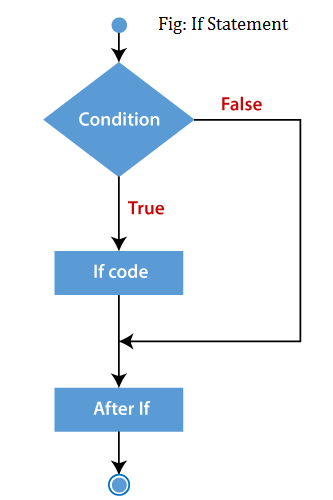 Fig: If Statement
False
Condition
True
If code
After If